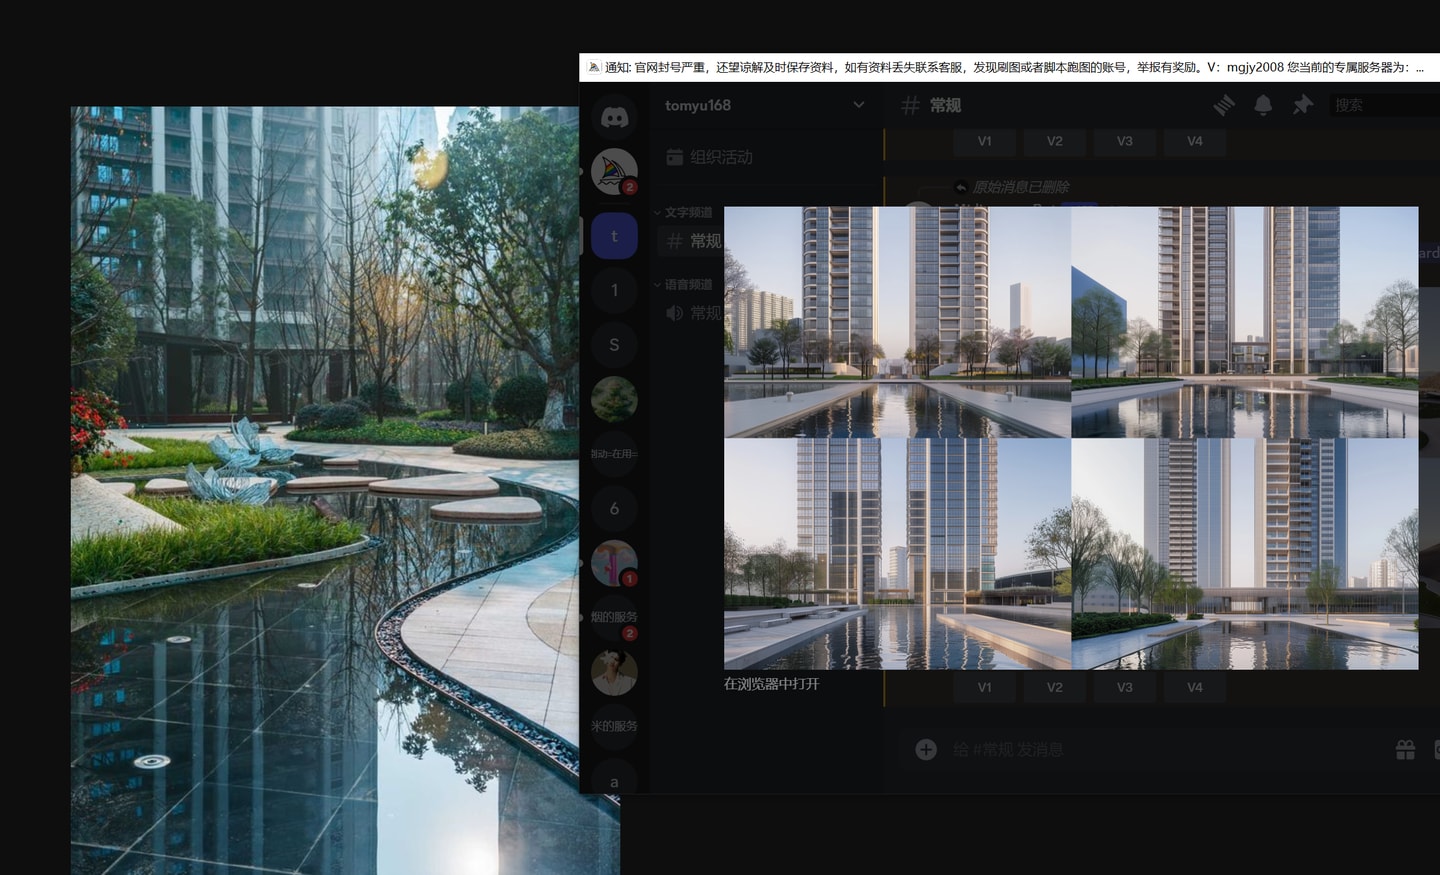 通知: 官网封号严重，还望谅解及时保存资料，如有资料丢失联系客服，发现刷图或者脚本跑图的账号，举报有奖励。V：mgjy2008 您当前的专属服务器为：...
tomyu168
常规
搜索
V1 V2 V3 V4
组织活动
2
原始消息已删除
文字频道
t
常规
语音频道
1
常规
S
在用=
6
1
烟的服务
2
在浏览器中打开
V1 V2 V3 V4
米的服务
给 #常规 发消息
a